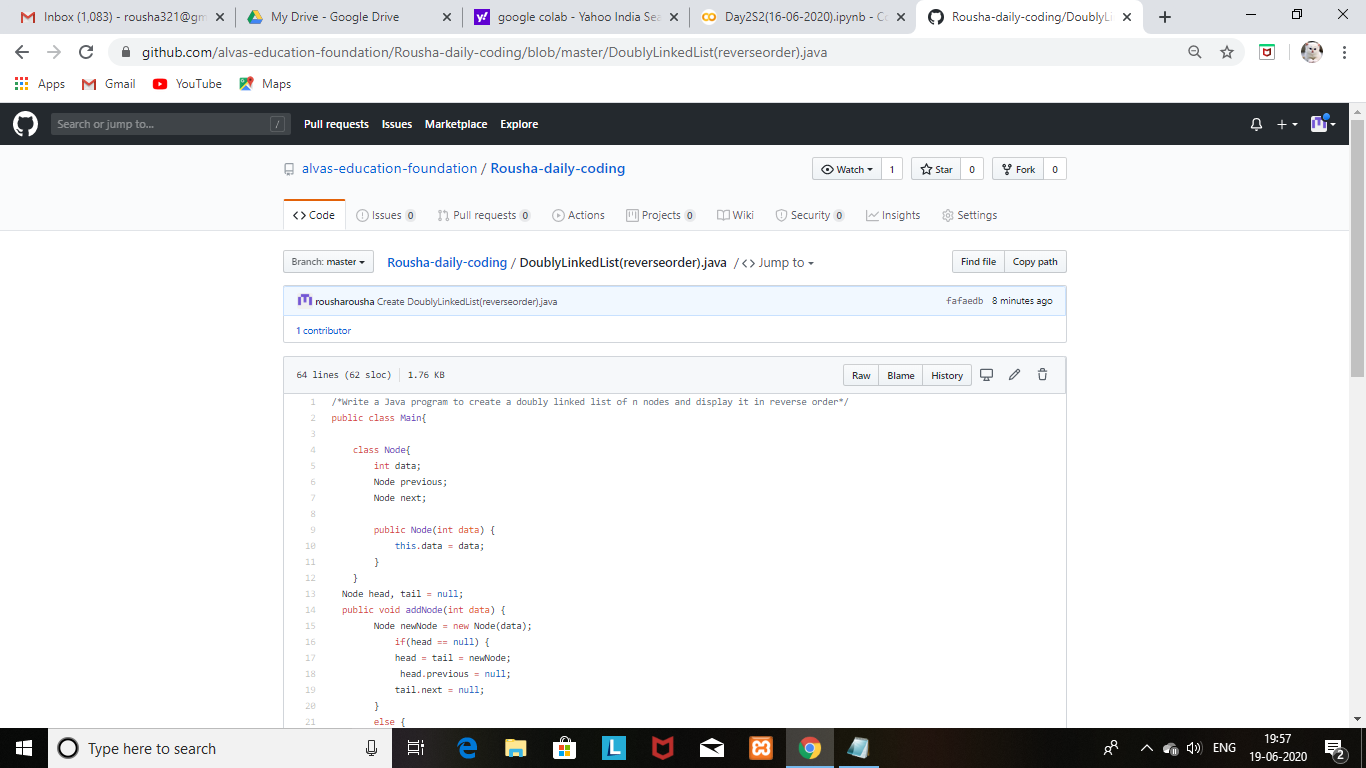 Inbox (1,083) - rousha321@gm
My Drive - Google Drive
google colab - Yahoo India Sea
Day2S2(16-06-2020).ipynb - Co
Rousha-daily-coding/DoublyLi
github.com/alvas-education-foundation/Rousha-daily-coding/blob/master/DoublyLinkedList(reverseorder).java
Apps Gmail YouTube Maps
Search or jump to... / Pull requests Issues Marketplace Explore
alvas-education-foundation / Rousha-daily-coding Watch 1 Star 0 Fork 0
Code Issues 0 Pull requests 0 Actions Projects 0 Wiki Security 0 Insights Settings
Branch: master Rousha-daily-coding / DoublyLinkedList(reverseorder).java / <> Jump to Find file Copy path
rousharousha Create DoublyLinkedList(reverseorder).java fafaedb 8 minutes ago
1 contributor
64 lines (62 sloc) 1.76 KB Raw Blame History
1 /*Write a Java program to create a doubly linked list of n nodes and display it in reverse order*/
2 public class Main{
3
4 class Node{
5 int data;
6 Node previous;
7 Node next;
8
9 public Node(int data) {
10 this.data = data;
11 }
12 }
13 Node head, tail = null;
14 public void addNode(int data) {
15 Node newNode = new Node(data);
16 if(head == null) {
17 head = tail = newNode;
18 head.previous = null;
19 tail.next = null;
20 }
21 else {
Type here to search L ENG 19:57
19-06-2020 2